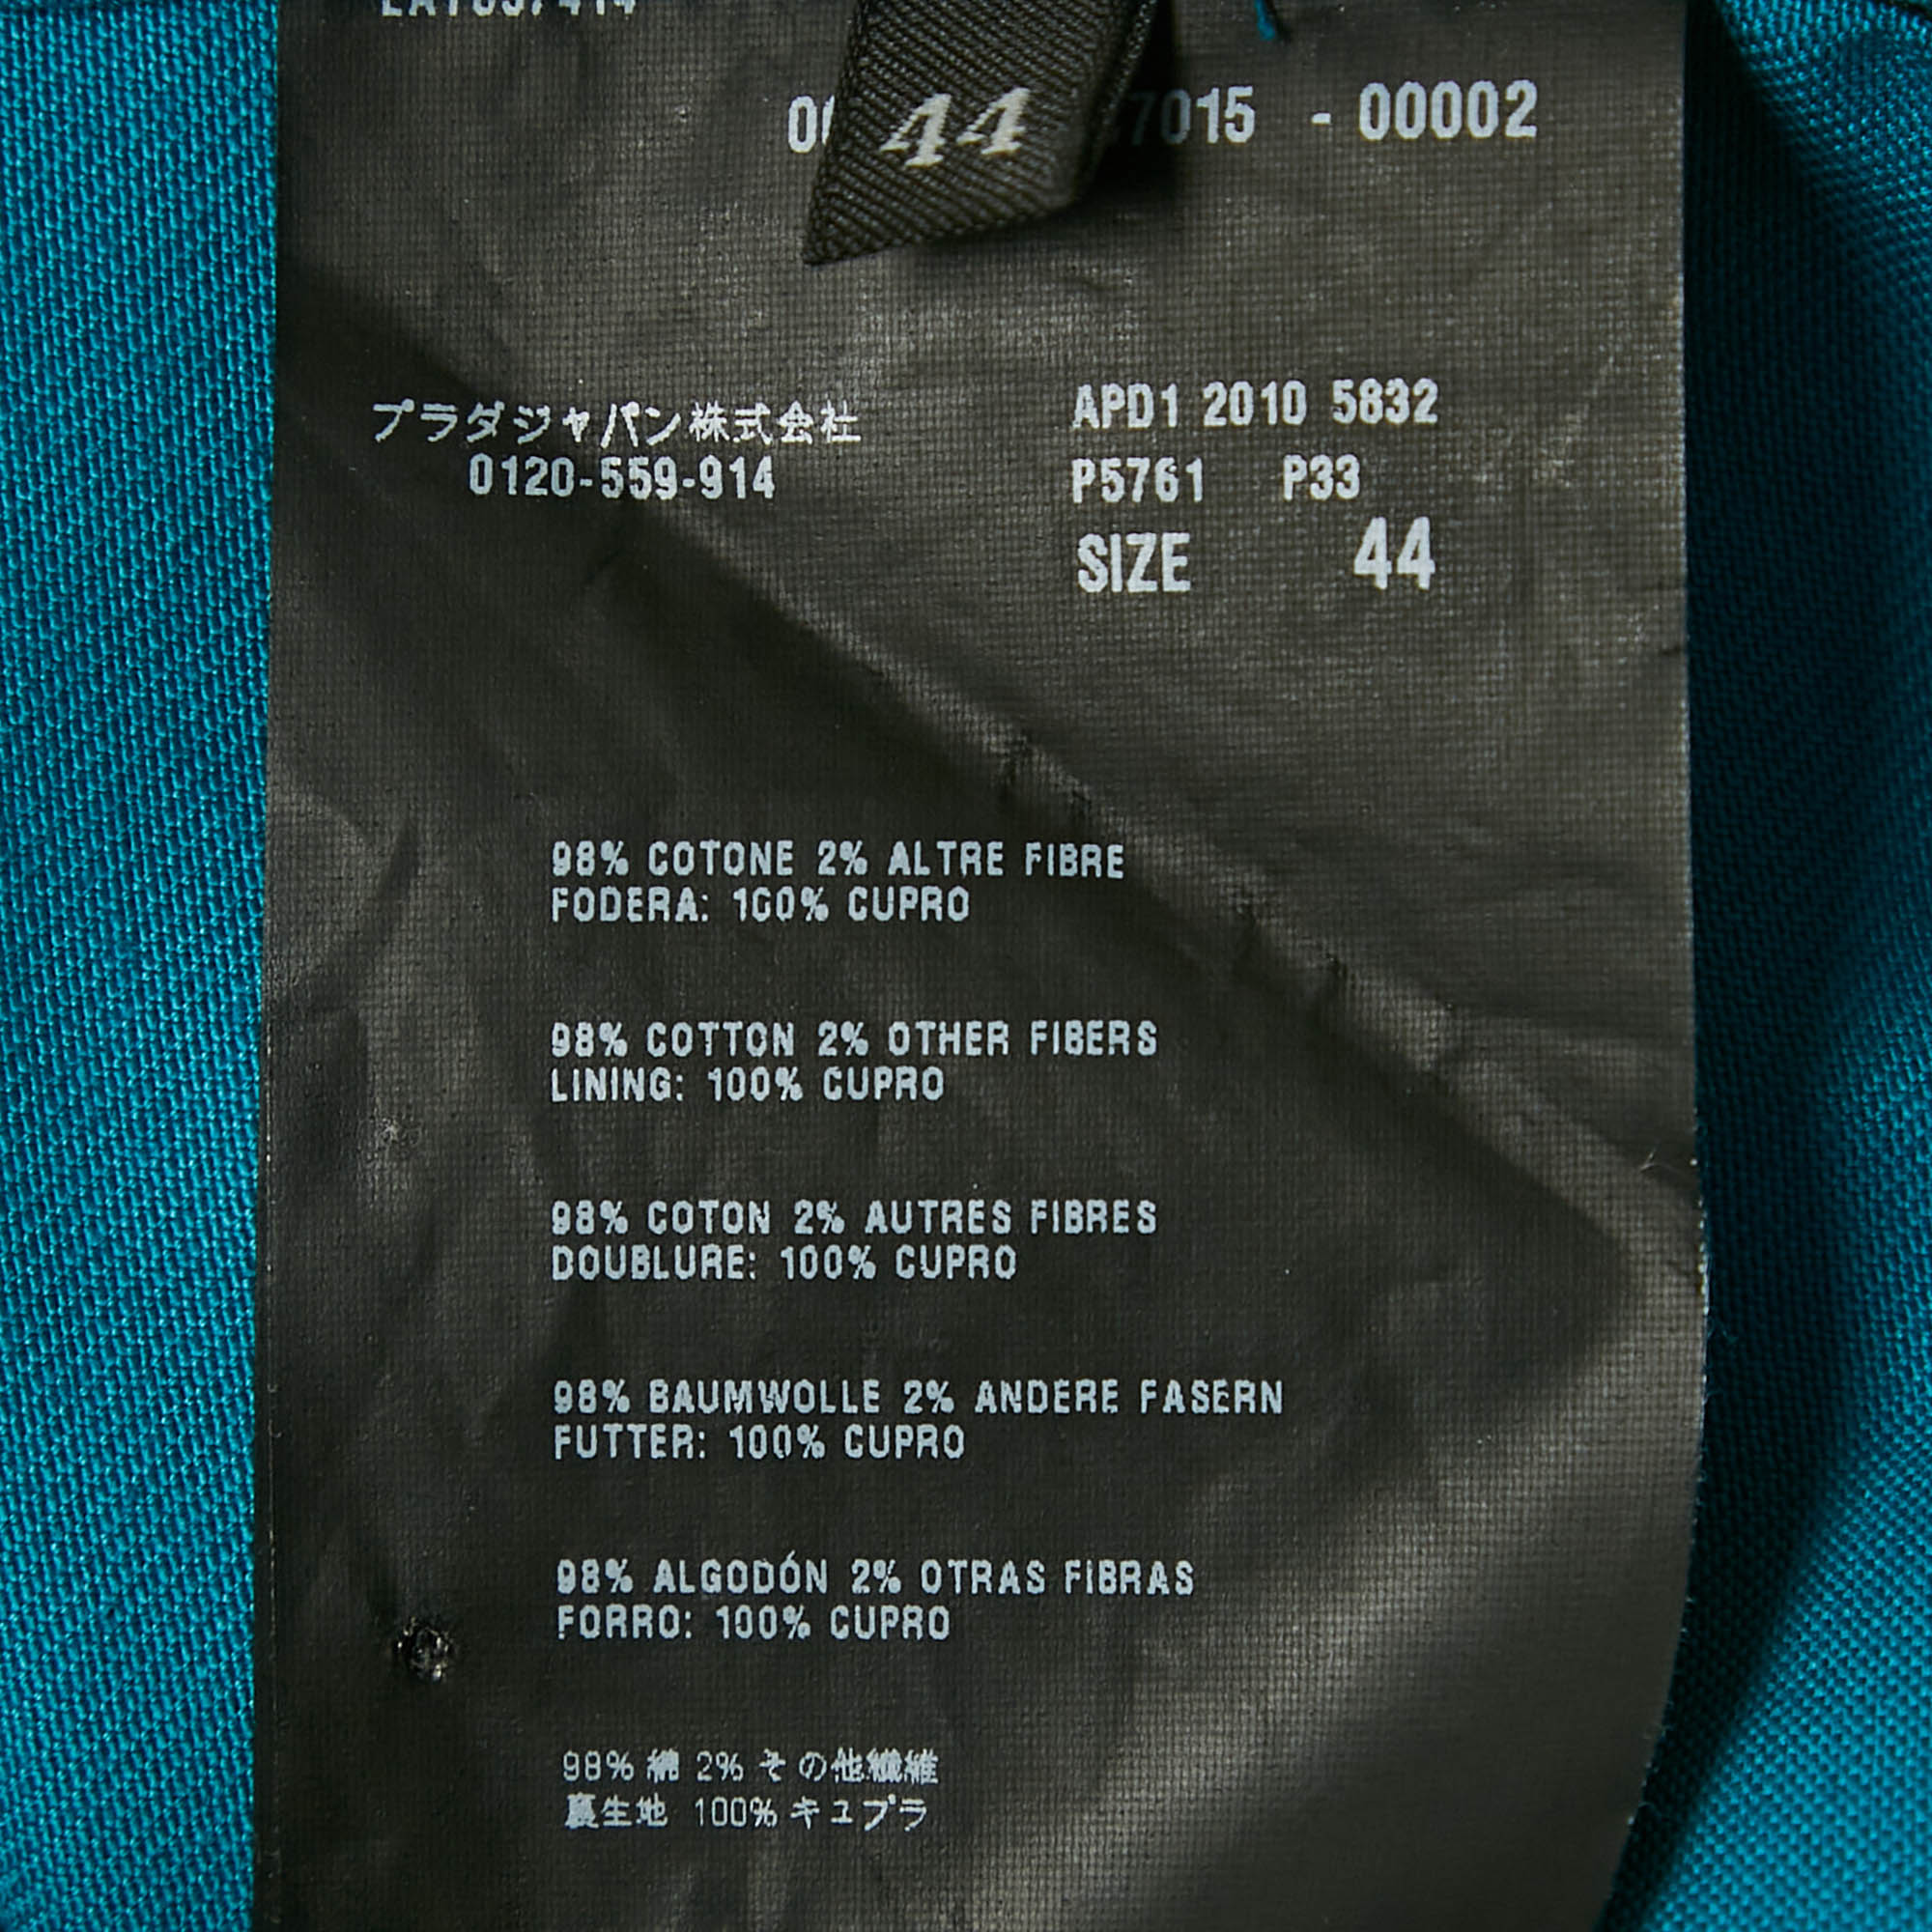 44
7015 - 00002
プラダジャパン株式会社
0120-559-914
APD1 2010 5832
P5761 P33
SIZE 44
98% COTONE 2% ALTRE FIBRE
FODERA: 100% CUPRO
98% COTTON 2% OTHER FIBERS
LINING: 100% CUPRO
98% COTON 2% AUTRES FIBRES
DOUBLURE: 100% CUPRO
98% BAUMWOLLE 2% ANDERE FASERN
FUTTER: 100% CUPRO
98% ALGODÓN 2% OTRAS FIBRAS
FORRO: 100% CUPRO
98% 綿 2% その他繊維
裏生地 100% キュプラ